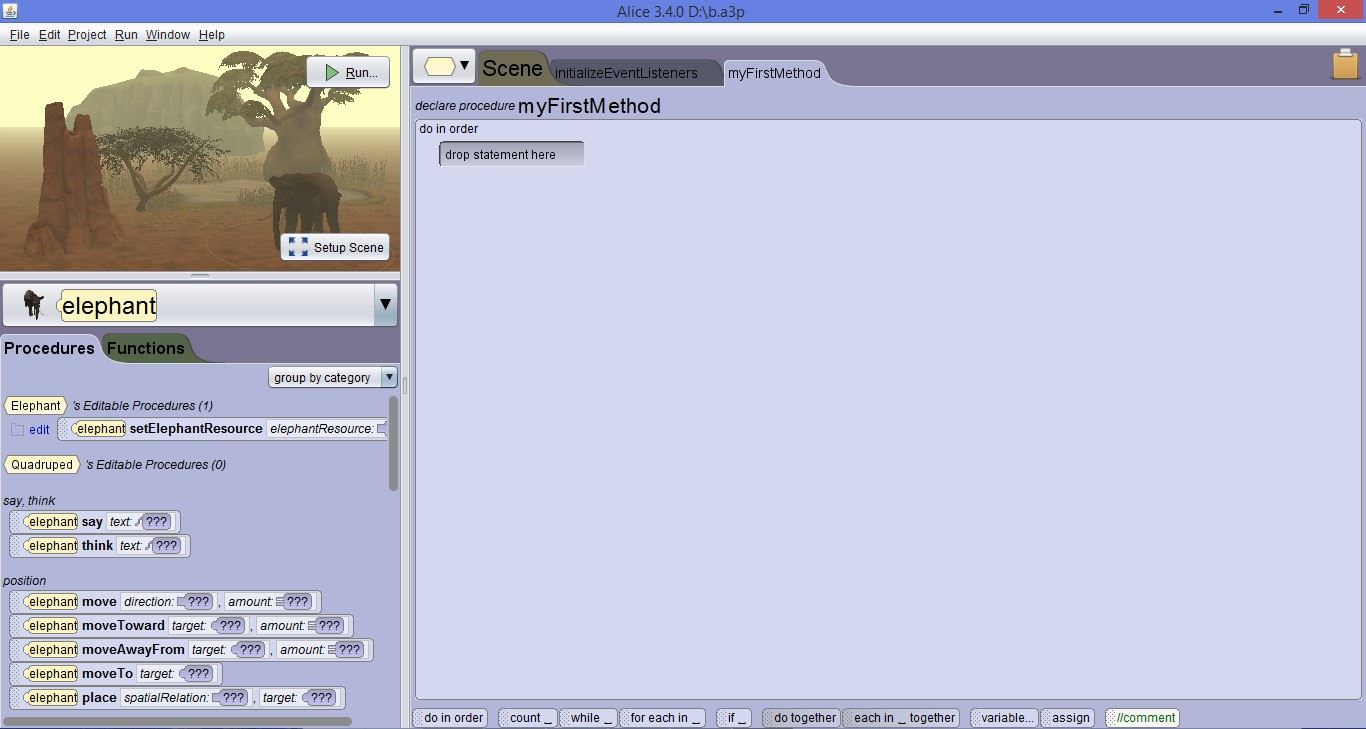 Alice 3.4.0 D:\b.a3p
File Edit Project Run Window Help
Run...
Setup Scene
elephant
Procedures Functions
group by category
Elephant 's Editable Procedures (1)
edit elephant setElephantResource elephantResource:
Quadruped 's Editable Procedures (0)
say, think
elephant say text: ???
elephant think text: ???
position
elephant move direction: ??? , amount: ???
elephant moveToward target: ??? , amount: ???
elephant moveAwayFrom target: ??? , amount: ???
elephant moveTo target: ???
elephant place spatialRelation: ??? , target: ???
Scene initializeEventListeners myFirstMethod
declare procedure myFirstMethod
do in order
drop statement here
do in order count _ while _ for each in _ if _ do together each in _ together variable... assign //comment